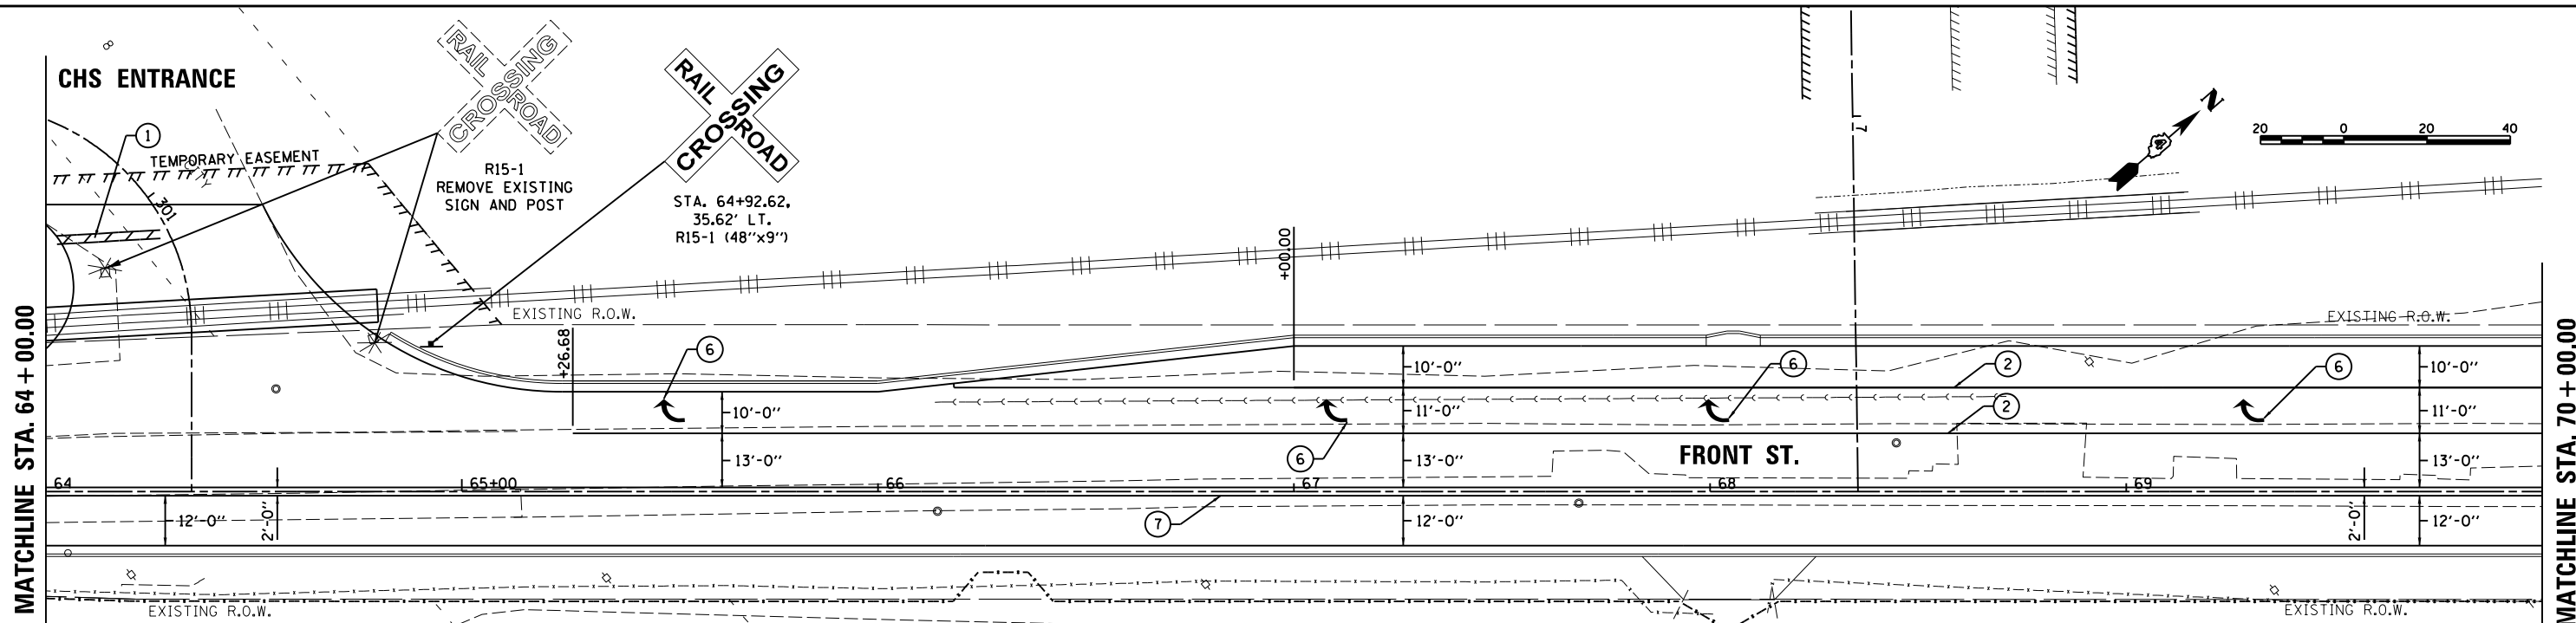 CHS ENTRANCE
8
RAIL
CROSSING
ROAD
RAIL
CROSSING
ROAD
N
20 0 20 40
1
TEMPORARY EASEMENT
R15-1
REMOVE EXISTING
SIGN AND POST
STA. 64+92.62,
35.62' LT.
R15-1 (48"x9")
301
17
+00.00
EXISTING R.O.W.
EXISTING R.O.W.
+26.68
6
10'-0"
6
2
6
10'-0"
10'-0"
11'-0"
2
11'-0"
13'-0"
13'-0"
6
FRONT ST.
13'-0"
64
65+00
66
67
68
69
12'-0"
2'-0"
7
12'-0"
2'-0"
12'-0"
EXISTING R.O.W.
EXISTING R.O.W.
MATCHLINE STA. 64+00.00
MATCHLINE STA. 70+00.00